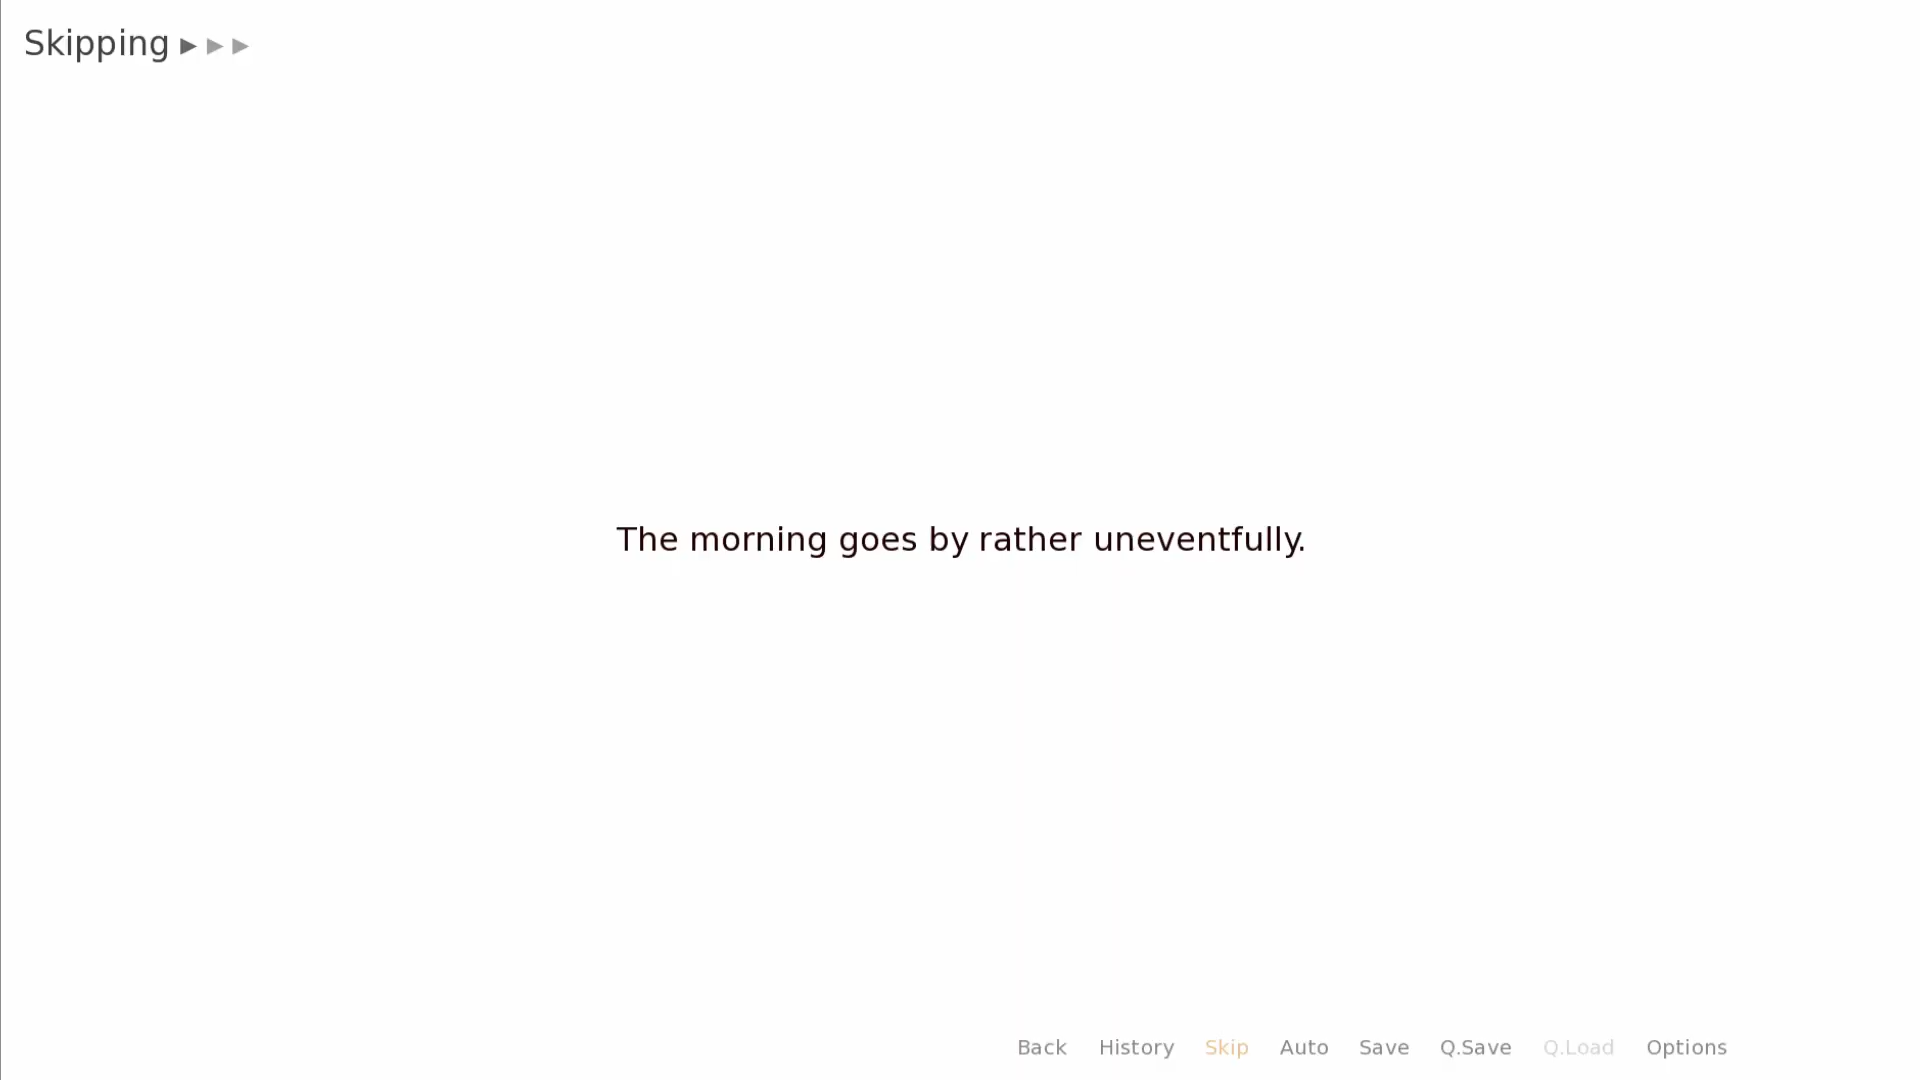 Skipping ▸ ▸ ▸
The morning goes by rather uneventfully.
Back History Skip Auto Save Q.Save Q.Load Options